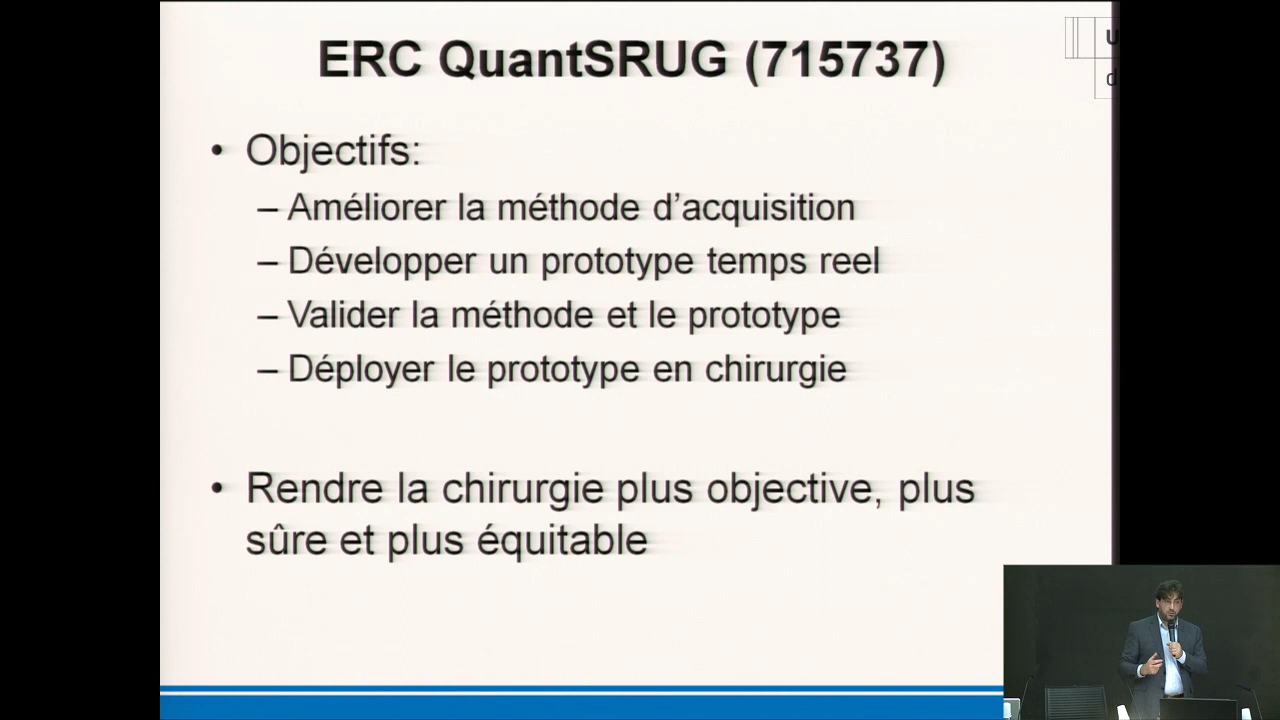 ERC QuantSRUG (715737)
U
d
• Objectifs:
– Améliorer la méthode d’acquisition
– Développer un prototype temps reel
– Valider la méthode et le prototype
– Déployer le prototype en chirurgie
• Rendre la chirurgie plus objective, plus
sûre et plus équitable